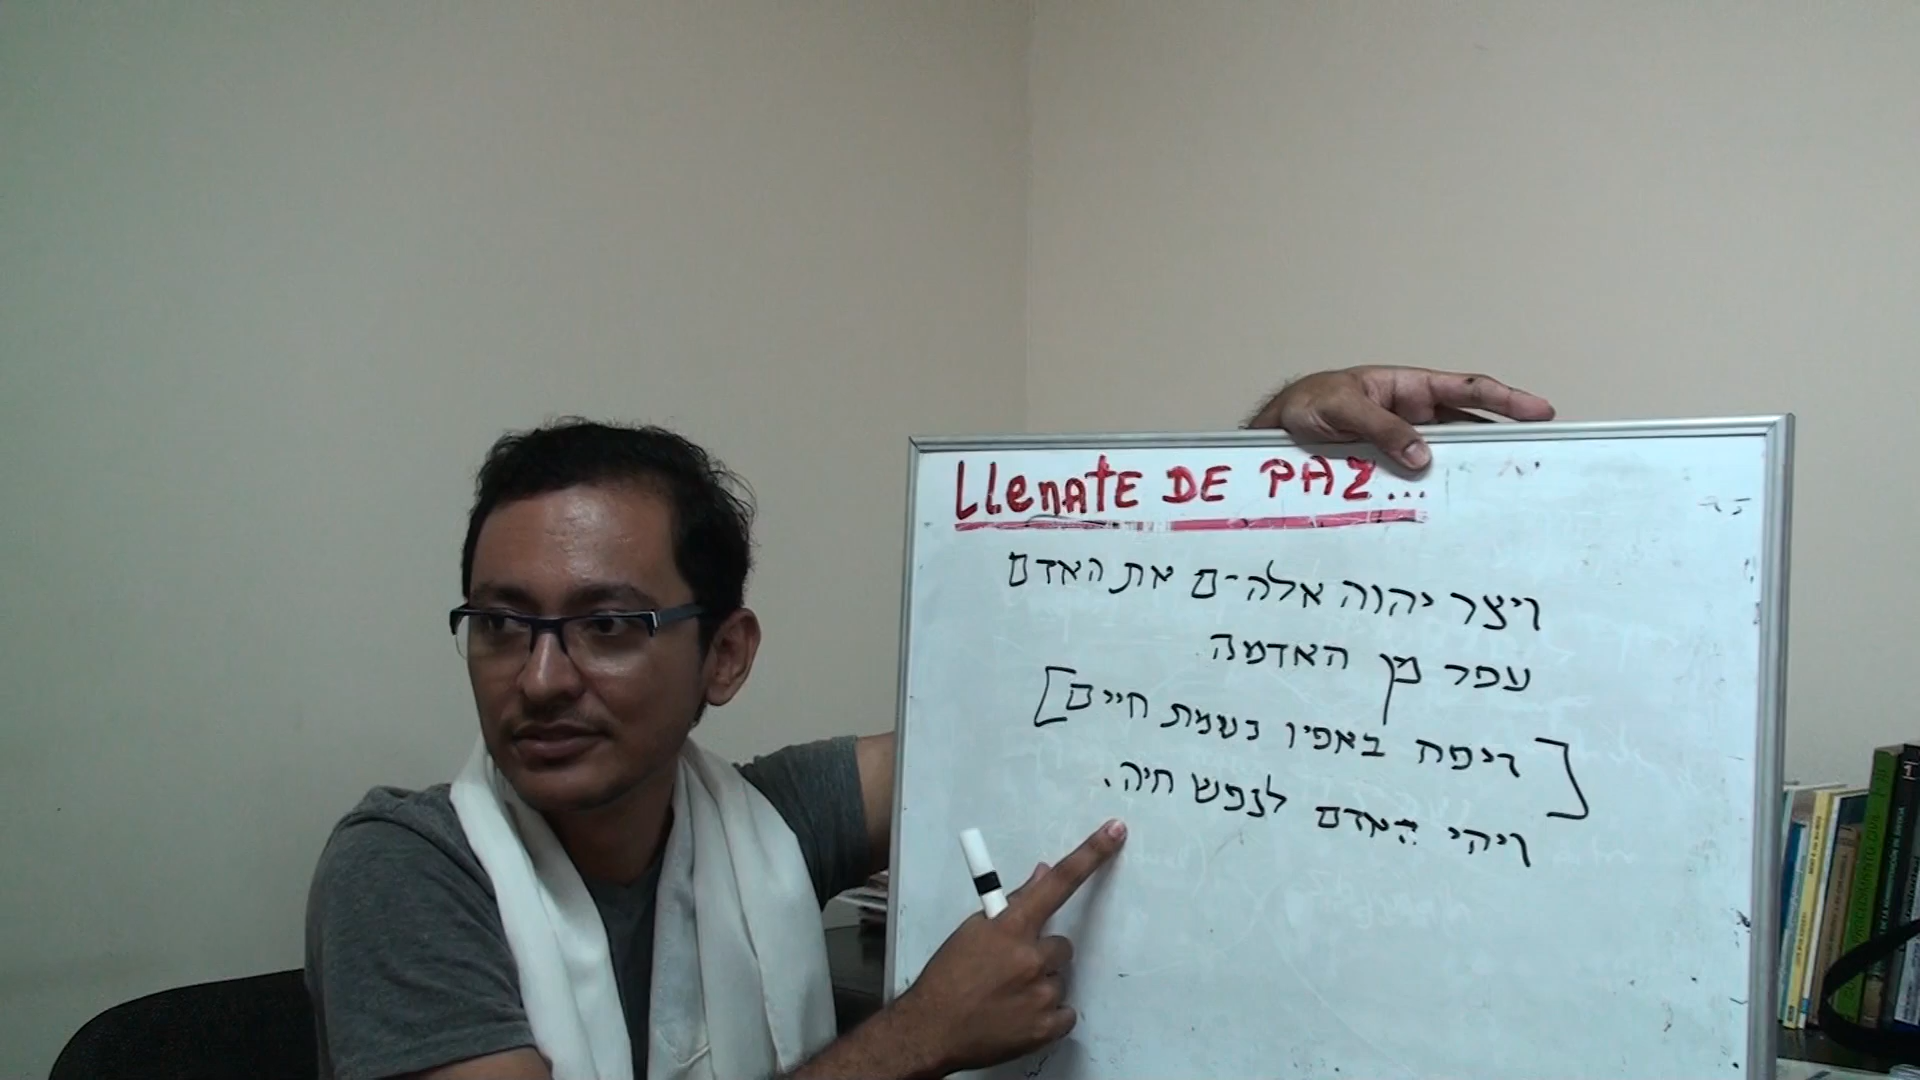 LLenATE DE PAZ...
ויצר יהוה אלה-ם את האדם
עפר מן האדמה
[ויפח באפיו נשמת חיים]
ויהי האדם לנפש חיה.